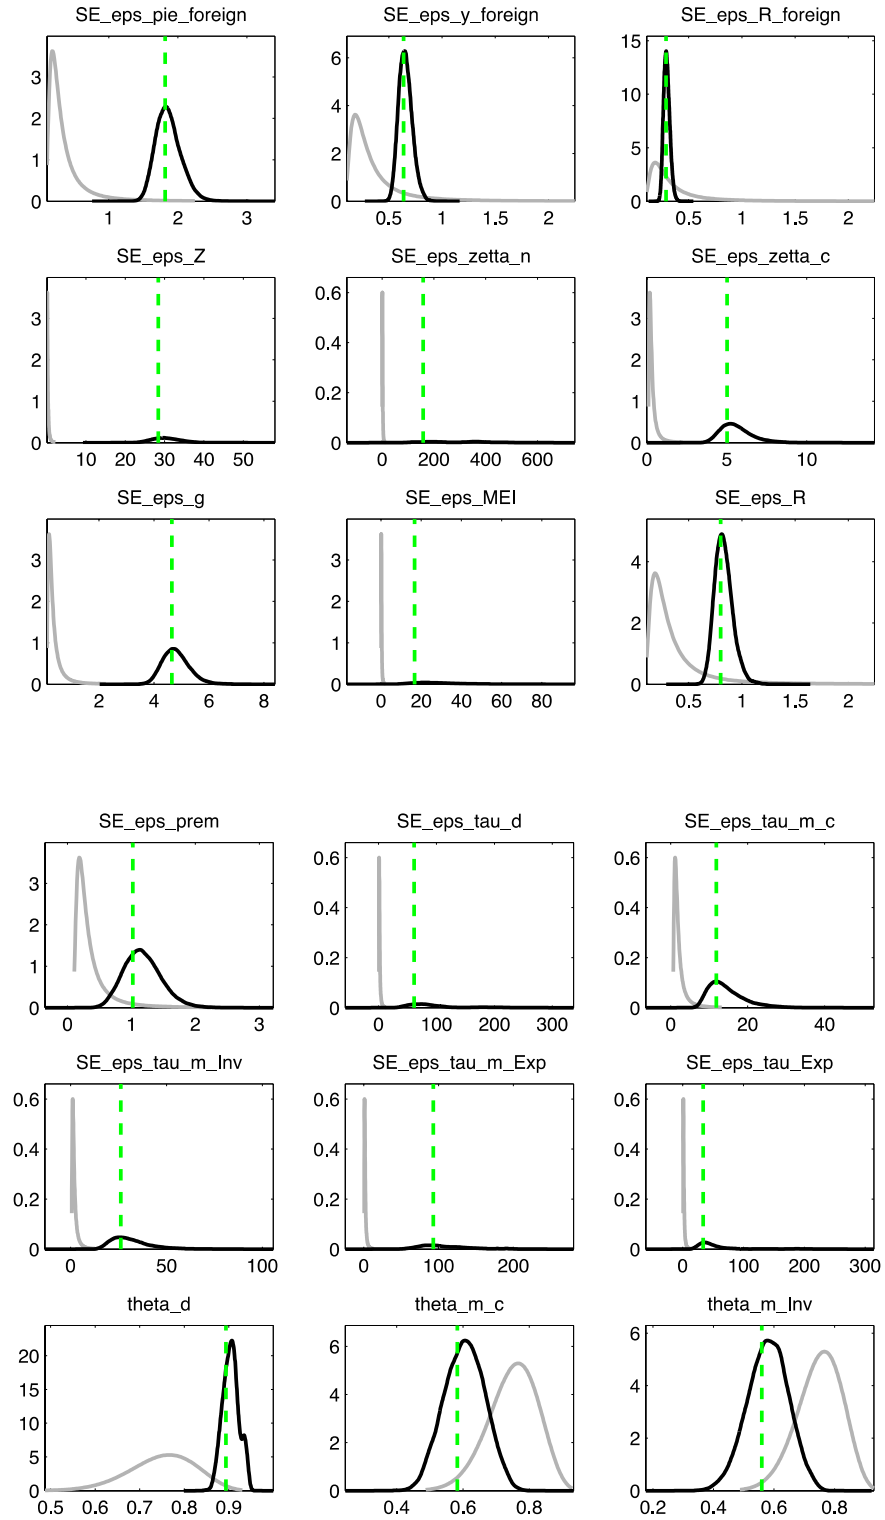 SE_eps_pie_foreign SE_eps_y_foreign SE_eps_R_foreign
3 6 15
2 4 10
1 2 5
0 0 0
1 2 3 0.5 1 1.5 2 0.5 1 1.5 2
SE_eps_Z SE_eps_zetta_n SE_eps_zetta_c
3 0.6 3
2 0.4 2
1 0.2 1
0 0 0
10 20 30 40 50 0 200 400 600 0 5 10
SE_eps_g SE_eps_MEI SE_eps_R
3 3 4
2 2 2
1 1
0 0 0
2 4 6 8 0 20 40 60 80 0.5 1 1.5 2
SE_eps_prem SE_eps_tau_d SE_eps_tau_m_c
3 0.6 0.6
2 0.4 0.4
1 0.2 0.2
0 0 0
0 1 2 3 0 100 200 300 0 20 40
SE_eps_tau_m_Inv SE_eps_tau_m_Exp SE_eps_tau_Exp
0.6 0.6 0.6
0.4 0.4 0.4
0.2 0.2 0.2
0 0 0
0 50 100 0 100 200 0 100 200 300
theta_d theta_m_c theta_m_Inv
20 6 6
15 4 4
10 2 2
5
0 0 0
0.5 0.6 0.7 0.8 0.9 0.4 0.6 0.8 0.2 0.4 0.6 0.8